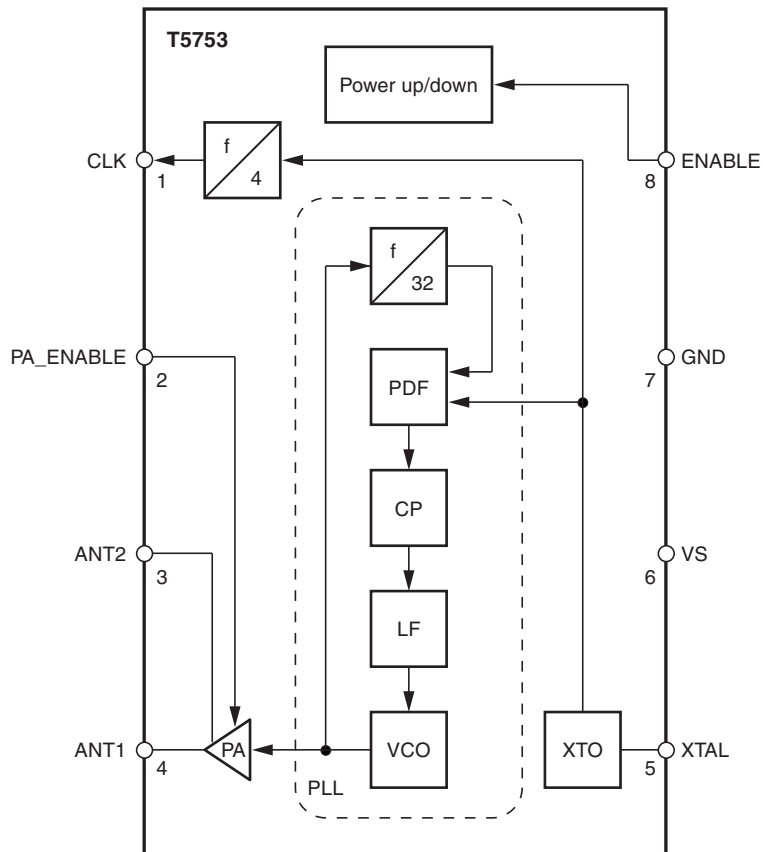 T5753
Power up/down
CLK
1
f
4
ENABLE
8
f
32
PA_ENABLE
2
PDF
GND
7
CP
ANT2
3
VS
6
LF
ANT1
4
PA
VCO
XTO
XTAL
5
PLL